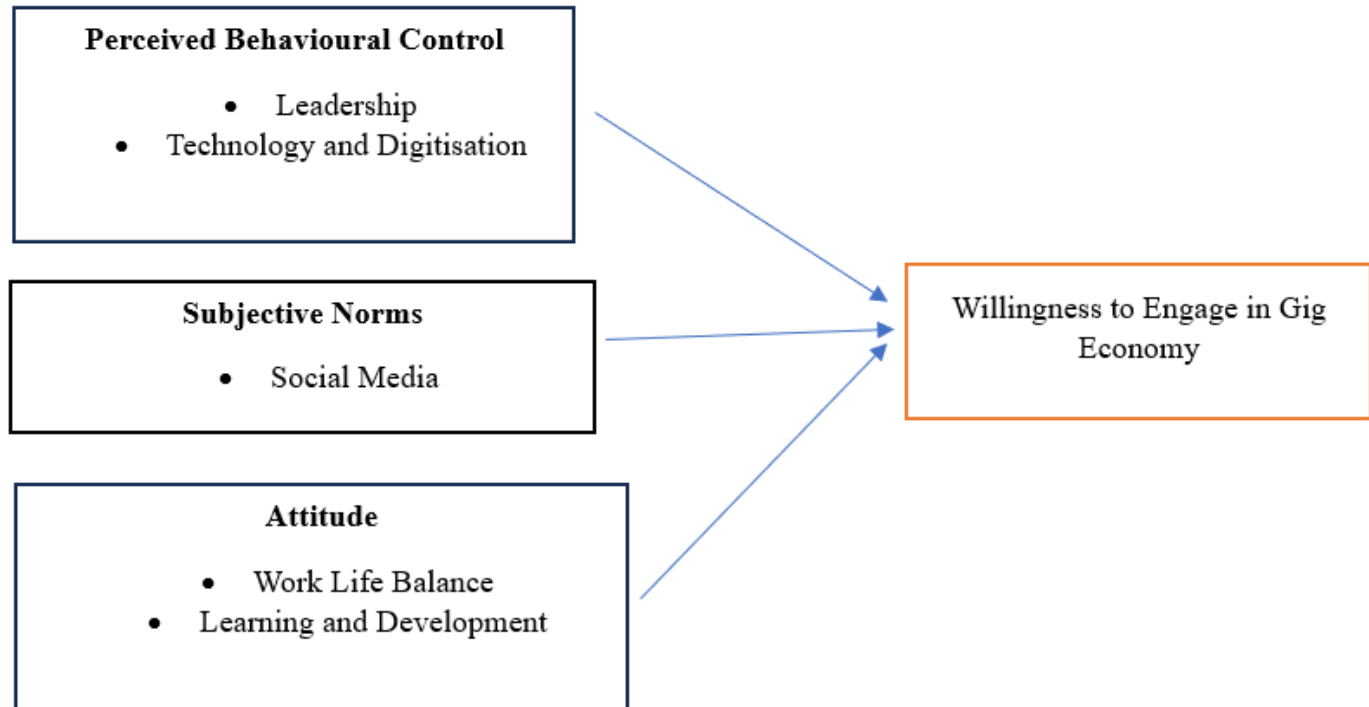 Perceived Behavioural Control
• Leadership
• Technology and Digitisation
Subjective Norms
• Social Media
Attitude
• Work Life Balance
• Learning and Development
Willingness to Engage in Gig
Economy